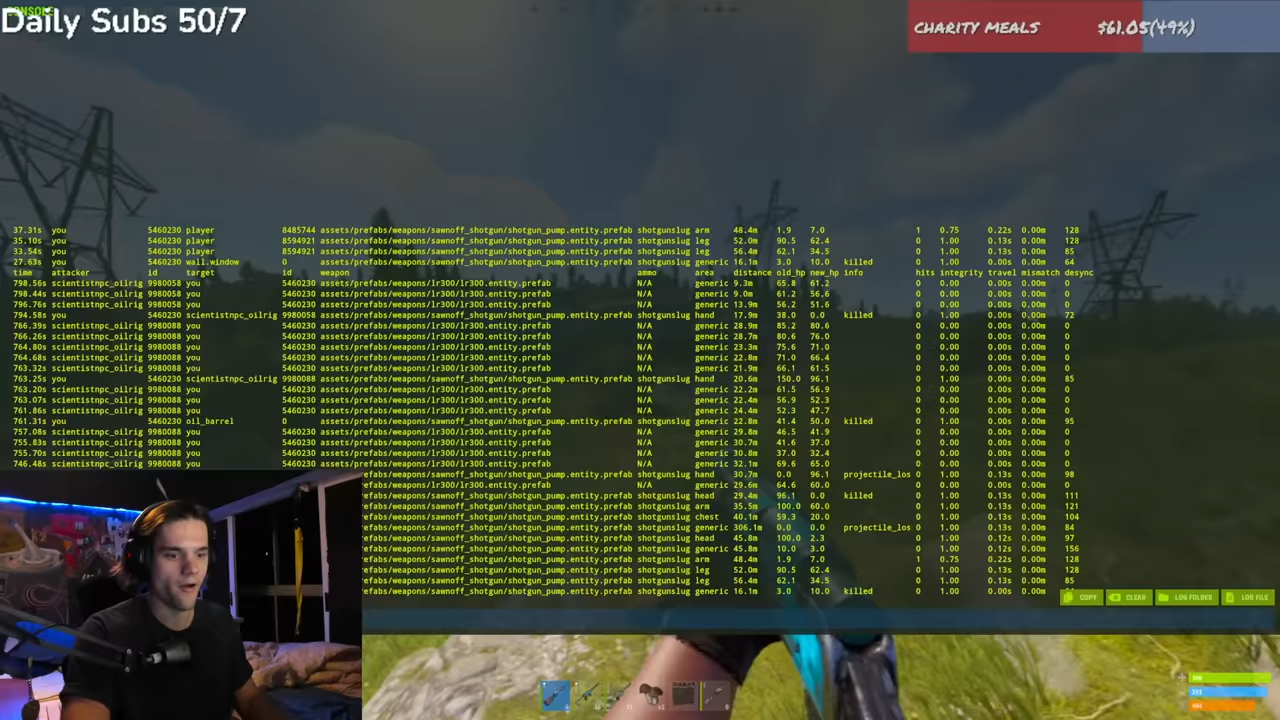 Daily Subs 50/7
CHARITY MEALS $61.05(49%)
37.31s you 5460230 player 8485744 assets/prefabs/weapons/sawnoff_shotgun/shotgun_pump.entity.prefab shotgunslug arm 48.4m 1.9 7.0 1 0.75 0.22s 0.00m 128
35.10s you 5460230 player 8594921 assets/prefabs/weapons/sawnoff_shotgun/shotgun_pump.entity.prefab shotgunslug leg 52.0m 90.5 62.4 0 1.00 0.13s 0.00m 128
33.54s you 5460230 player 8594921 assets/prefabs/weapons/sawnoff_shotgun/shotgun_pump.entity.prefab shotgunslug leg 56.4m 62.1 34.5 0 1.00 0.13s 0.00m 85
27.63s you 5460230 wall.window 0 assets/prefabs/weapons/sawnoff_shotgun/shotgun_pump.entity.prefab shotgunslug generic 16.1m 3.0 10.0 killed 0 1.00 0.00s 0.00m 64
time attacker id target id weapon ammo area distance old_hp new_hp info hits integrity travel mismatch desync
798.56s scientistnpc_oilrig 9980058 you 5460230 assets/prefabs/weapons/lr300/lr300.entity.prefab N/A generic 9.3m 65.8 61.2 0 1.00 0.00s 0.00m 0
798.44s scientistnpc_oilrig 9980058 you 5460230 assets/prefabs/weapons/lr300/lr300.entity.prefab N/A generic 9.0m 61.2 56.6 0 1.00 0.00s 0.00m 0
796.76s scientistnpc_oilrig 9980058 you 5460230 assets/prefabs/weapons/lr300/lr300.entity.prefab N/A generic 13.9m 56.2 51.6 0 1.00 0.00s 0.00m 0
794.58s you 5460230 scientistnpc_oilrig 9980058 assets/prefabs/weapons/sawnoff_shotgun/shotgun_pump.entity.prefab shotgunslug hand 17.9m 38.0 0.0 killed 0 1.00 0.00s 0.00m 72
766.39s scientistnpc_oilrig 9980088 you 5460230 assets/prefabs/weapons/lr300/lr300.entity.prefab N/A generic 28.9m 85.2 80.6 0 1.00 0.00s 0.00m 0
766.26s scientistnpc_oilrig 9980088 you 5460230 assets/prefabs/weapons/lr300/lr300.entity.prefab N/A generic 28.7m 80.6 76.0 0 1.00 0.00s 0.00m 0
764.80s scientistnpc_oilrig 9980088 you 5460230 assets/prefabs/weapons/lr300/lr300.entity.prefab N/A generic 23.3m 75.6 71.0 0 1.00 0.00s 0.00m 0
764.68s scientistnpc_oilrig 9980088 you 5460230 assets/prefabs/weapons/lr300/lr300.entity.prefab N/A generic 22.8m 71.0 66.4 0 1.00 0.00s 0.00m 0
763.32s scientistnpc_oilrig 9980088 you 5460230 assets/prefabs/weapons/lr300/lr300.entity.prefab N/A generic 21.9m 66.1 61.5 0 1.00 0.00s 0.00m 0
763.25s you 5460230 scientistnpc_oilrig 9980088 assets/prefabs/weapons/sawnoff_shotgun/shotgun_pump.entity.prefab shotgunslug hand 20.6m 150.0 96.1 0 1.00 0.00s 0.00m 85
763.20s scientistnpc_oilrig 9980088 you 5460230 assets/prefabs/weapons/lr300/lr300.entity.prefab N/A generic 22.2m 61.5 56.9 0 1.00 0.00s 0.00m 0
763.07s scientistnpc_oilrig 9980088 you 5460230 assets/prefabs/weapons/lr300/lr300.entity.prefab N/A generic 22.4m 56.9 52.3 0 1.00 0.00s 0.00m 0
761.86s scientistnpc_oilrig 9980088 you 5460230 assets/prefabs/weapons/lr300/lr300.entity.prefab N/A generic 24.4m 52.3 47.7 0 1.00 0.00s 0.00m 0
761.31s you 5460230 oil_barrel 0 assets/prefabs/weapons/sawnoff_shotgun/shotgun_pump.entity.prefab shotgunslug generic 22.8m 41.4 50.0 killed 0 1.00 0.00s 0.00m 95
757.08s scientistnpc_oilrig 9980088 you 5460230 assets/prefabs/weapons/lr300/lr300.entity.prefab N/A generic 29.8m 46.5 41.9 0 1.00 0.00s 0.00m 0
755.83s scientistnpc_oilrig 9980088 you 5460230 assets/prefabs/weapons/lr300/lr300.entity.prefab N/A generic 30.7m 41.6 37.0 0 1.00 0.00s 0.00m 0
755.70s scientistnpc_oilrig 9980088 you 5460230 assets/prefabs/weapons/lr300/lr300.entity.prefab N/A generic 30.8m 37.0 32.4 0 1.00 0.00s 0.00m 0
746.48s scientistnpc_oilrig 9980088 you 5460230 assets/prefabs/weapons/lr300/lr300.entity.prefab N/A generic 32.1m 69.6 65.0 0 1.00 0.00s 0.00m 0
efabs/weapons/sawnoff_shotgun/shotgun_pump.entity.prefab shotgunslug hand 30.7m 0.0 96.1 projectile_los 0 1.00 0.13s 0.00m 98
efabs/weapons/lr300/lr300.entity.prefab N/A generic 29.6m 64.6 60.0 0 1.00 0.00s 0.00m 0
efabs/weapons/sawnoff_shotgun/shotgun_pump.entity.prefab shotgunslug head 29.4m 96.1 0.0 killed 0 1.00 0.13s 0.00m 111
efabs/weapons/sawnoff_shotgun/shotgun_pump.entity.prefab shotgunslug arm 35.5m 100.0 60.0 0 1.00 0.13s 0.00m 121
efabs/weapons/sawnoff_shotgun/shotgun_pump.entity.prefab shotgunslug chest 40.1m 59.3 20.0 0 1.00 0.13s 0.00m 104
efabs/weapons/sawnoff_shotgun/shotgun_pump.entity.prefab shotgunslug generic 306.1m 0.0 0.0 projectile_los 0 1.00 0.13s 0.00m 84
efabs/weapons/sawnoff_shotgun/shotgun_pump.entity.prefab shotgunslug head 45.8m 100.0 2.3 0 1.00 0.12s 0.00m 97
efabs/weapons/sawnoff_shotgun/shotgun_pump.entity.prefab shotgunslug generic 45.8m 10.0 3.0 0 1.00 0.12s 0.00m 156
efabs/weapons/sawnoff_shotgun/shotgun_pump.entity.prefab shotgunslug arm 48.4m 1.9 7.0 1 0.75 0.22s 0.00m 128
efabs/weapons/sawnoff_shotgun/shotgun_pump.entity.prefab shotgunslug leg 52.0m 90.5 62.4 0 1.00 0.13s 0.00m 128
efabs/weapons/sawnoff_shotgun/shotgun_pump.entity.prefab shotgunslug leg 56.4m 62.1 34.5 0 1.00 0.13s 0.00m 85
efabs/weapons/sawnoff_shotgun/shotgun_pump.entity.prefab shotgunslug generic 16.1m 3.0 10.0 killed 0 1.00 0.00s 0.00m
COPY CLEAR LOG FOLDER LOG FILE